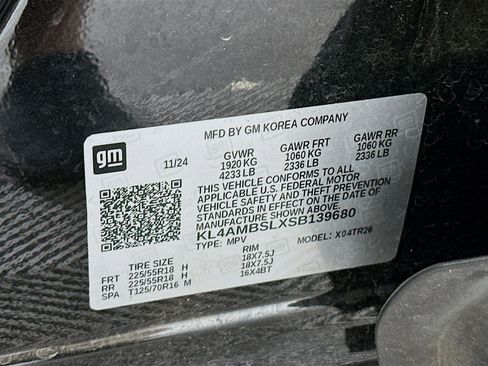 MFD BY GM KOREA COMPANY
gm
11/24
GVWR GAWR FRT GAWR RR
1920 KG 1060 KG 1060 KG
4233 LB 2336 LB 2336 LB
THIS VEHICLE CONFORMS TO ALL
APPLICABLE U.S. FEDERAL MOTOR
VEHICLE SAFETY STANDARDS IN EFFECT ON
THE DATE OF MANUFACTURE SHOWN ABOVE.
KL4AMBSLXSB139680
TYPE: MPV MODEL: X04TR26
TIRE SIZE RIM
FRT 225/55R18 H 18X7.5J
RR 225/55R18 H 18X7.5J
SPA T125/70R16 M 16X4BT